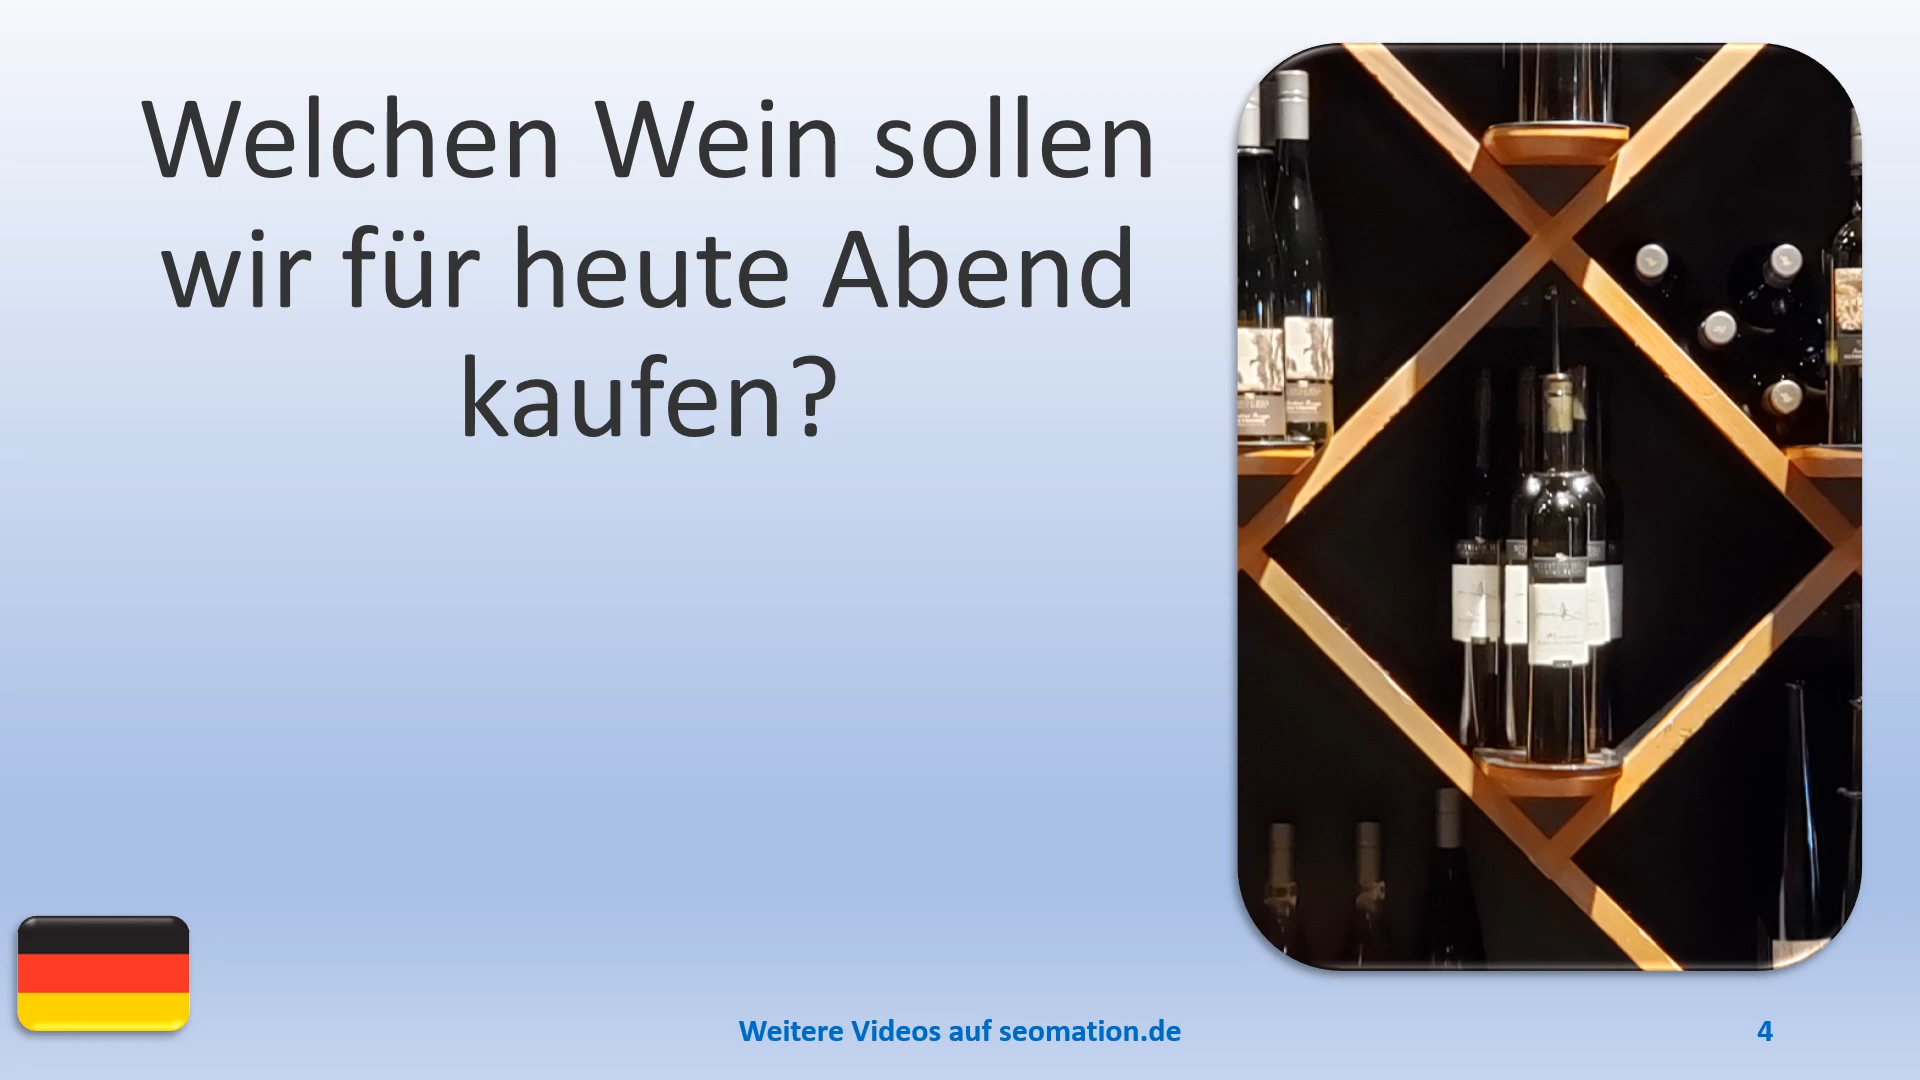 Welchen Wein sollen
wir für heute Abend
kaufen?
Weitere Videos auf seomation.de
4